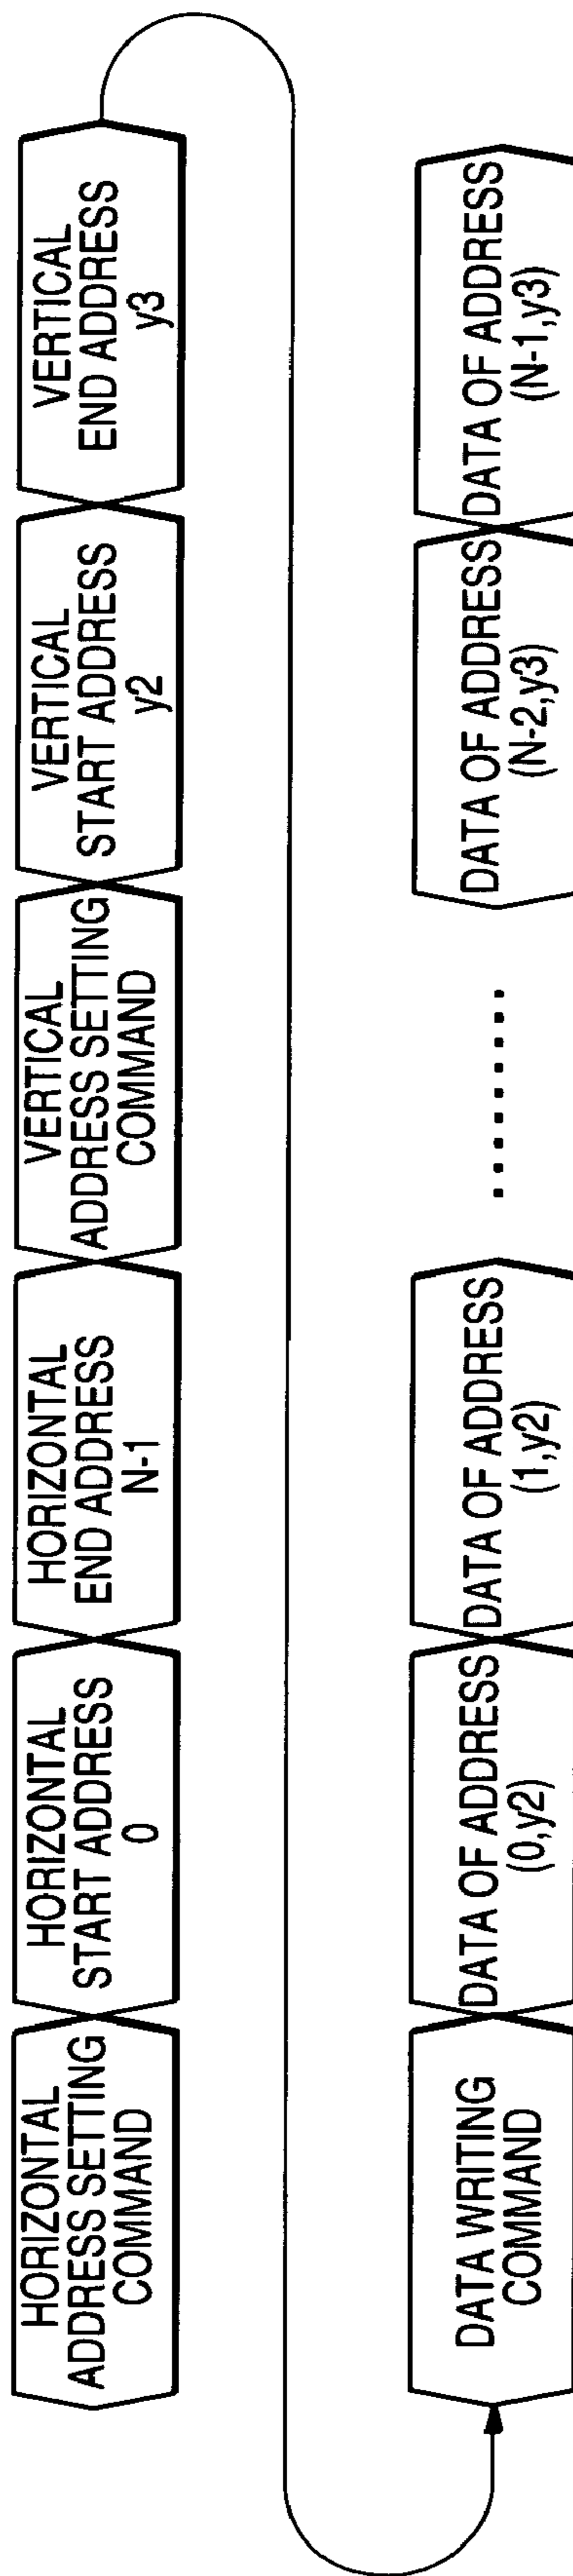 HORIZONTAL
ADDRESS SETTING
COMMAND
HORIZONTAL
START ADDRESS
0
HORIZONTAL
END ADDRESS
N-1
VERTICAL
ADDRESS SETTING
COMMAND
VERTICAL
START ADDRESS
y2
VERTICAL
END ADDRESS
y3
DATA WRITING
COMMAND
DATA OF ADDRESS
(0,y2)
DATA OF ADDRESS
(1,y2)
.........
DATA OF ADDRESS
(N-2,y3)
DATA OF ADDRESS
(N-1,y3)